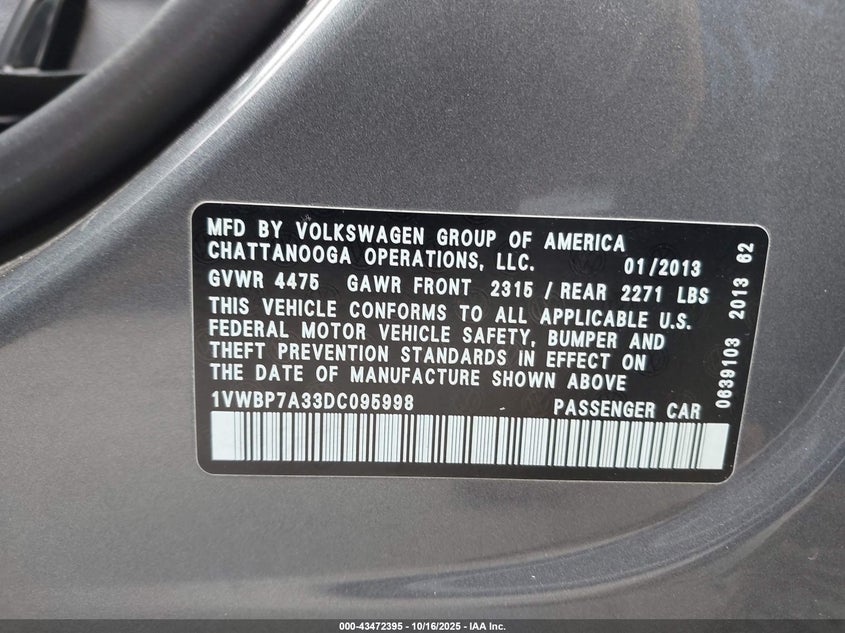 MFD BY VOLKSWAGEN GROUP OF AMERICA
CHATTANOOGA OPERATIONS, LLC. 01/2013
GVWR 4475 GAWR FRONT 2315 / REAR 2271 LBS
THIS VEHICLE CONFORMS TO ALL APPLICABLE U.S.
FEDERAL MOTOR VEHICLE SAFETY, BUMPER AND
THEFT PREVENTION STANDARDS IN EFFECT ON
THE DATE OF MANUFACTURE SHOWN ABOVE
1VWBP7A33DC095998 PASSENGER CAR
0639103 2013 62
000-43472395 - 10/16/2025 - IAA Inc.